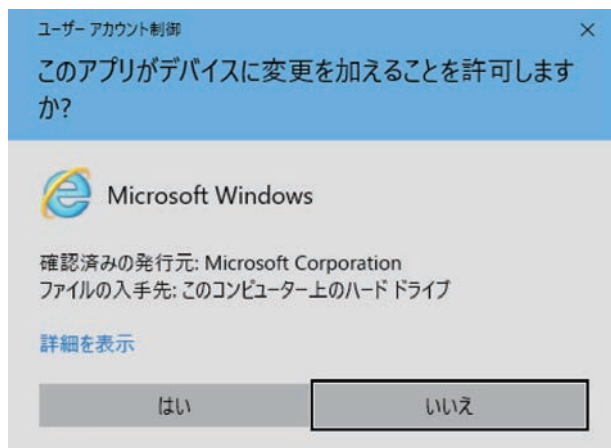 ユーザー アカウント制御
このアプリがデバイスに変更を加えることを許可します
か?
Microsoft Windows
確認済みの発行元: Microsoft Corporation
ファイルの入手先: このコンピューター上のハード ドライブ
詳細を表示
はい
いいえ